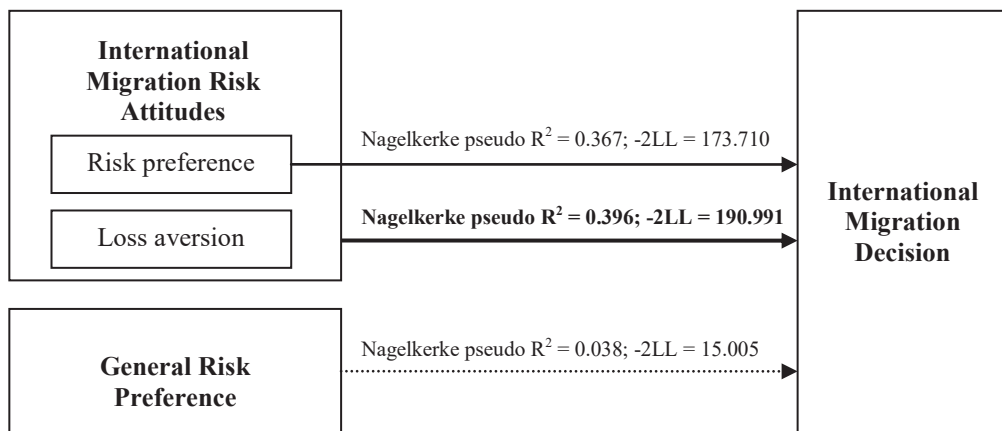 International
Migration Risk
Attitudes
Risk preference
Loss aversion
Nagelkerke pseudo R² = 0.367; -2LL = 173.710
Nagelkerke pseudo R² = 0.396; -2LL = 190.991
International
Migration
Decision
General Risk
Preference
Nagelkerke pseudo R² = 0.038; -2LL = 15.005